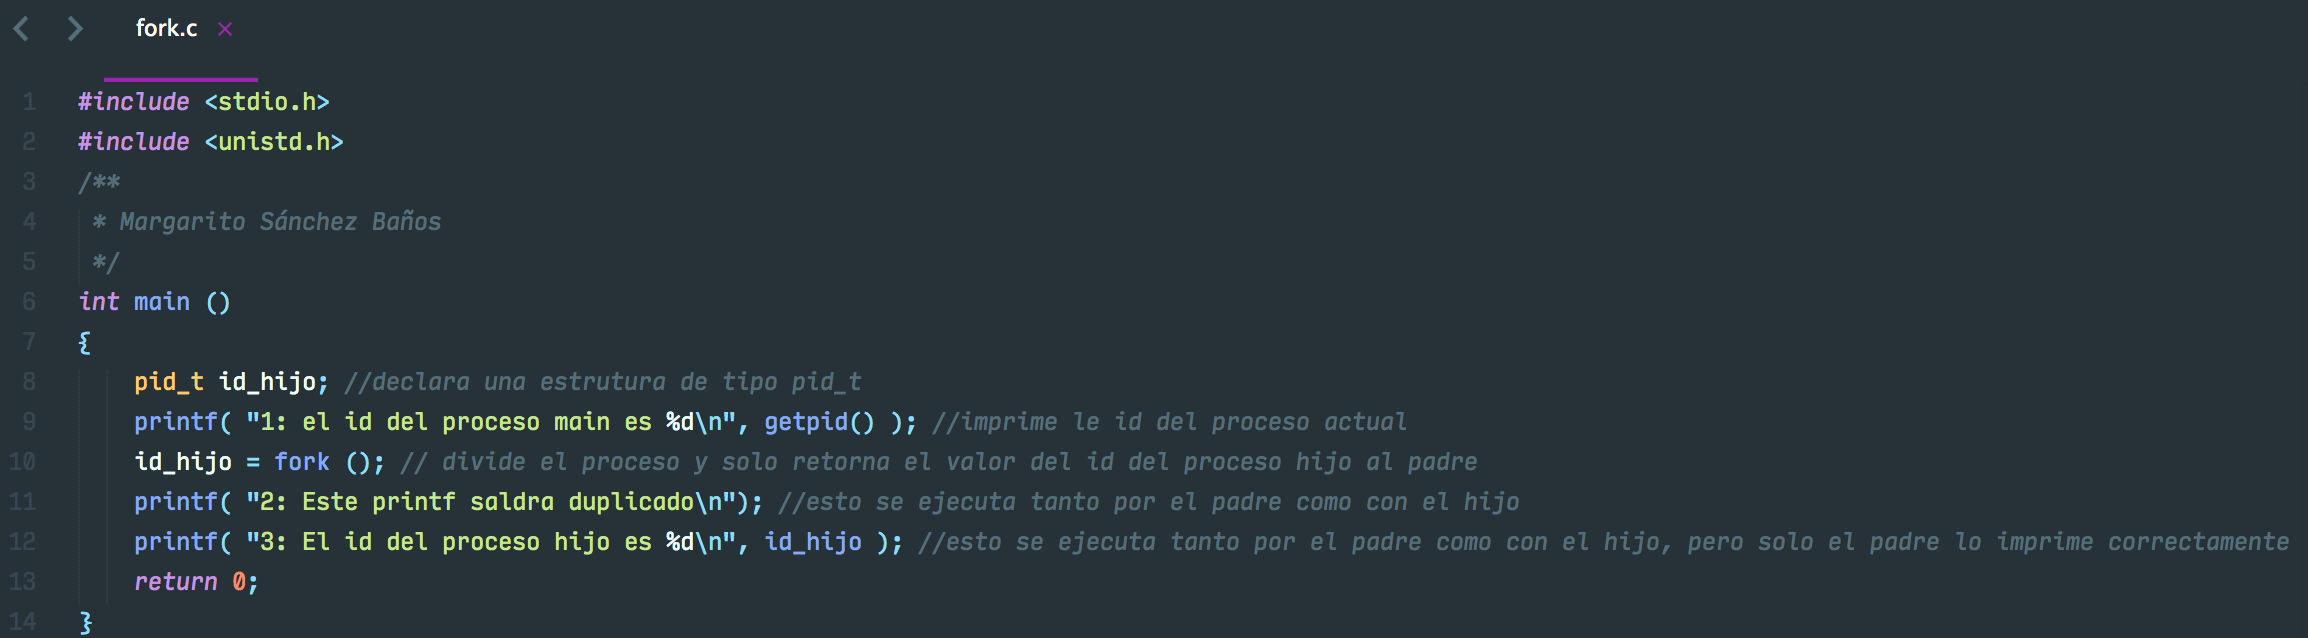 fork.c ×
1 #include <stdio.h>
2 #include <unistd.h>
3 /**
4  * Margarito Sánchez Baños
5  */
6 int main ()
7 {
8     pid_t id_hijo; //declara una estrutura de tipo pid_t
9     printf( "1: el id del proceso main es %d\n", getpid() ); //imprime le id del proceso actual
10     id_hijo = fork (); // divide el proceso y solo retorna el valor del id del proceso hijo al padre
11     printf( "2: Este printf saldra duplicado\n"); //esto se ejecuta tanto por el padre como con el hijo
12     printf( "3: El id del proceso hijo es %d\n", id_hijo ); //esto se ejecuta tanto por el padre como con el hijo, pero solo el padre lo imprime correctamente
13     return 0;
14 }